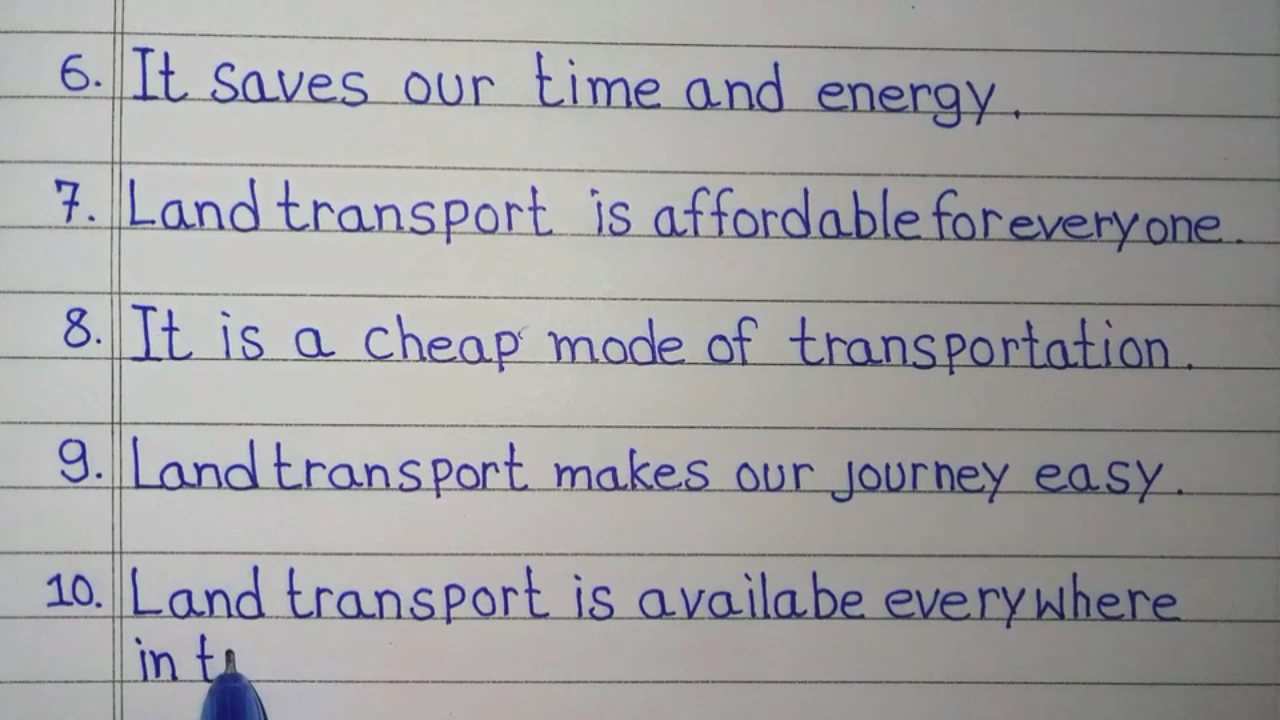 6. It saves our time and energy.
7. Land transport is affordable for everyone.
8. It is a cheap mode of transportation.
9. Land transport makes our journey easy.
10. Land transport is availabe everywhere
in t